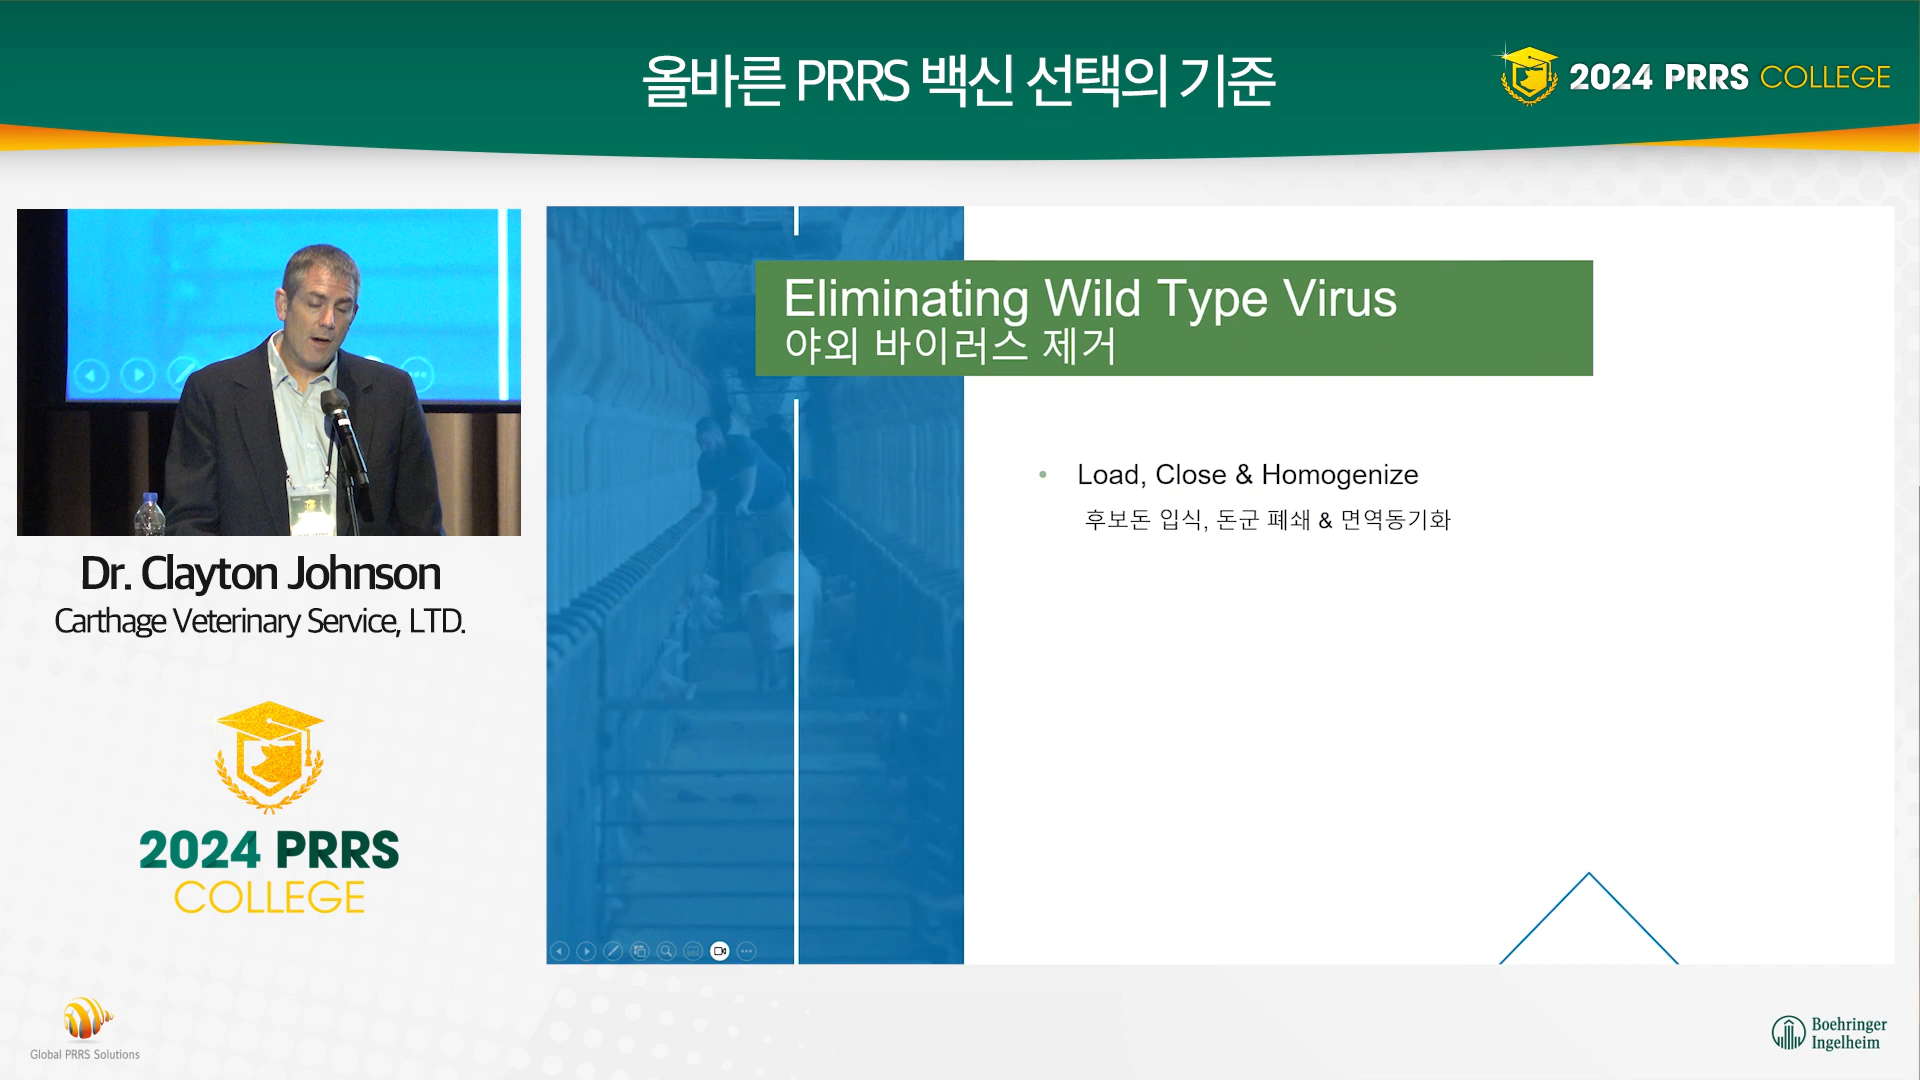 올바른 PRRS 백신 선택의 기준
2024 PRRS COLLEGE
Eliminating Wild Type Virus
야외 바이러스 제거
• Load, Close & Homogenize
후보돈 입식, 돈군 폐쇄 & 면역동기화
Dr. Clayton Johnson
Carthage Veterinary Service, LTD.
2024 PRRS
COLLEGE
Global PRRS Solutions
Boehringer
Ingelheim